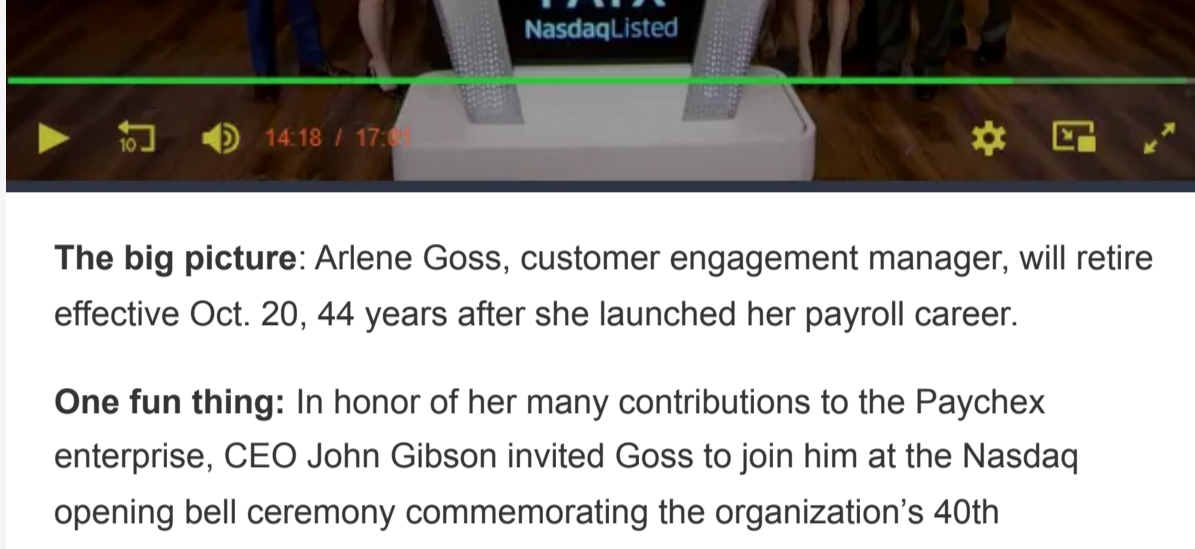 NasdaqListed
10
14:18 / 17:
The big picture: Arlene Goss, customer engagement manager, will retire
effective Oct. 20, 44 years after she launched her payroll career.
One fun thing: In honor of her many contributions to the Paychex
enterprise, CEO John Gibson invited Goss to join him at the Nasdaq
opening bell ceremony commemorating the organization’s 40th